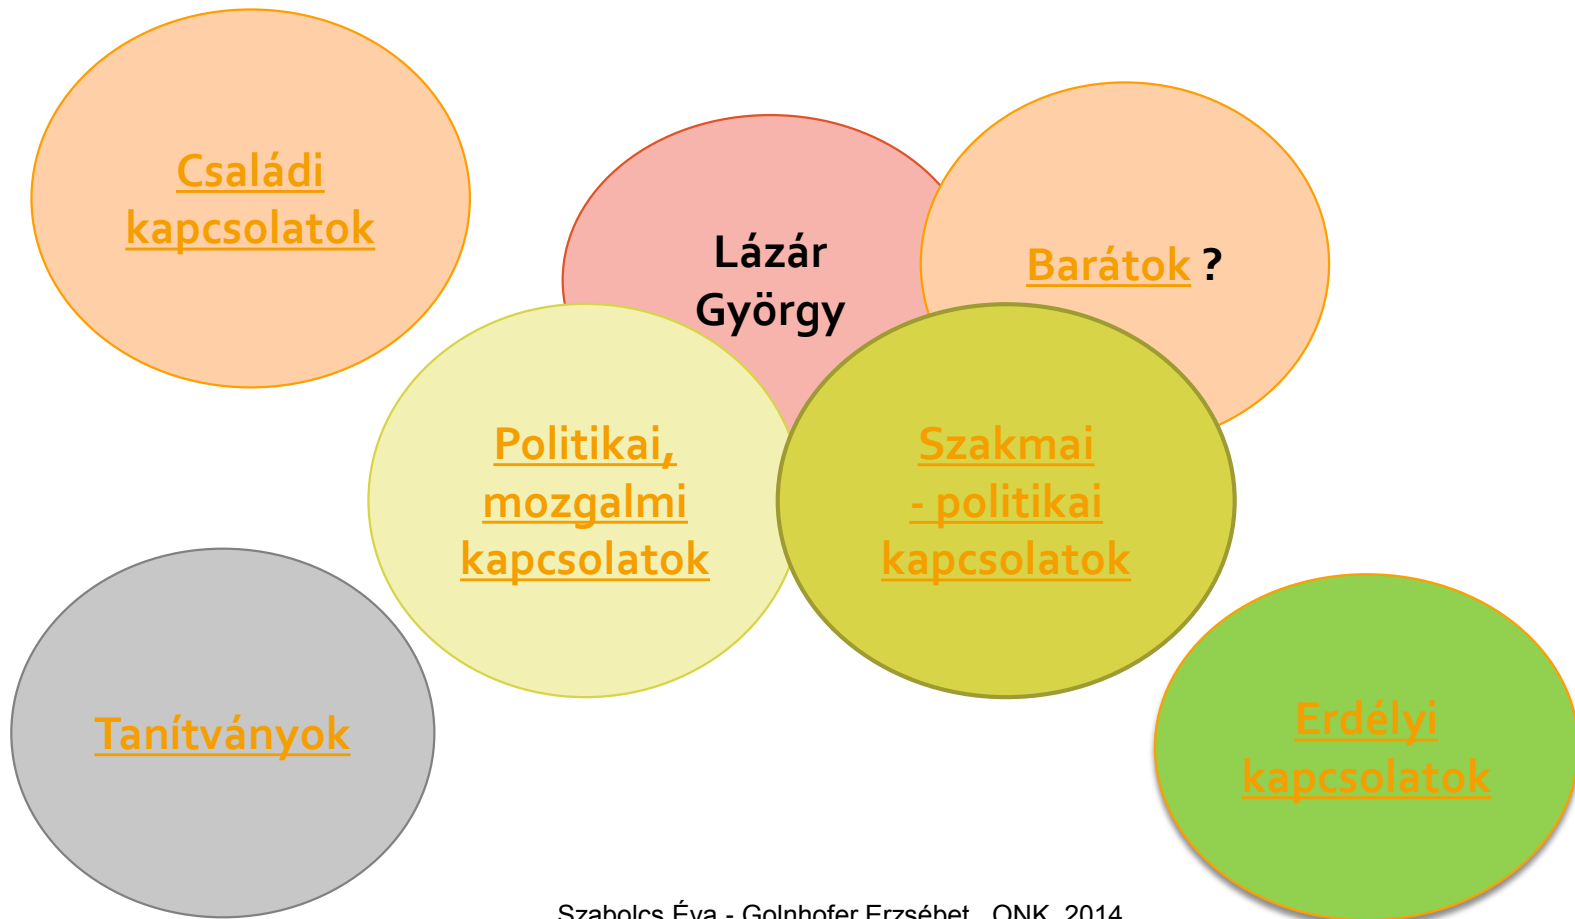 Családi
kapcsolatok
Lázár
György
Barátok ?
Politikai,
mozgalmi
kapcsolatok
Szakmai
- politikai
kapcsolatok
Tanítványok
Erdélyi
kapcsolatok
Szabolcs Éva - Golnhofer Erzsébet, ONK, 2014